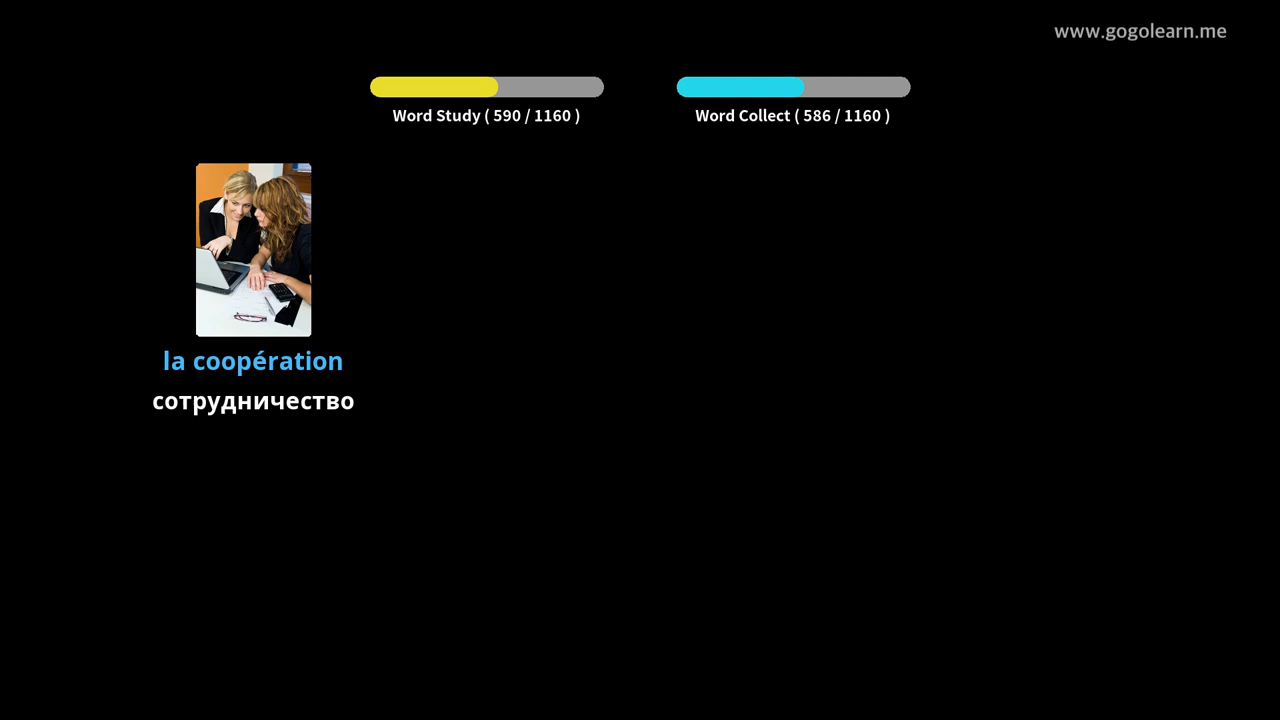 www.gogolearn.me
Word Study ( 590 / 1160 )
Word Collect ( 586 / 1160 )
la coopération
сотрудничество